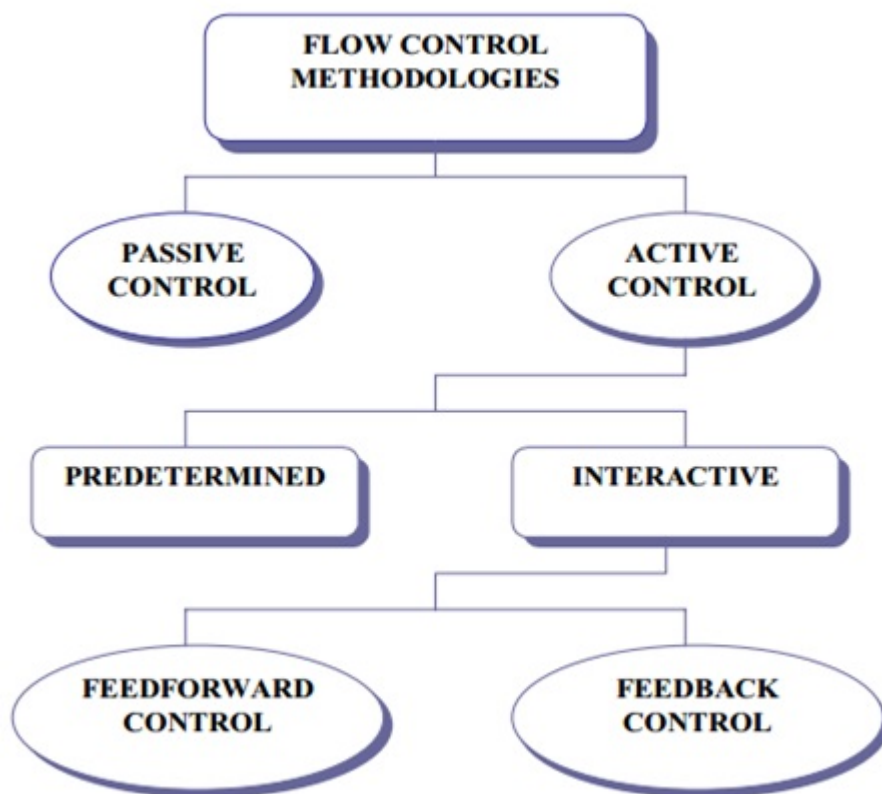 FLOW CONTROL
METHODOLOGIES
PASSIVE
CONTROL
ACTIVE
CONTROL
PREDETERMINED
INTERACTIVE
FEEDFORWARD
CONTROL
FEEDBACK
CONTROL